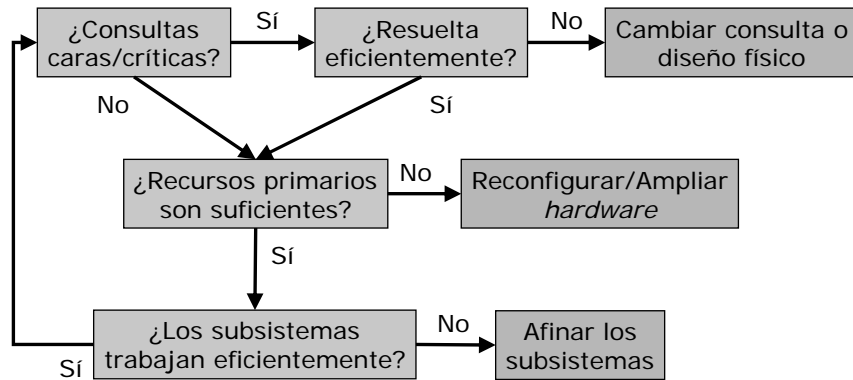 ¿Consultas
caras/críticas?
Sí
¿Resuelta
eficientemente?
No
Cambiar consulta o
diseño físico
No
Sí
¿Recursos primarios
son suficientes?
No
Reconfigurar/Ampliar
hardware
Sí
¿Los subsistemas
trabajan eficientemente?
No
Afinar los
subsistemas
Sí